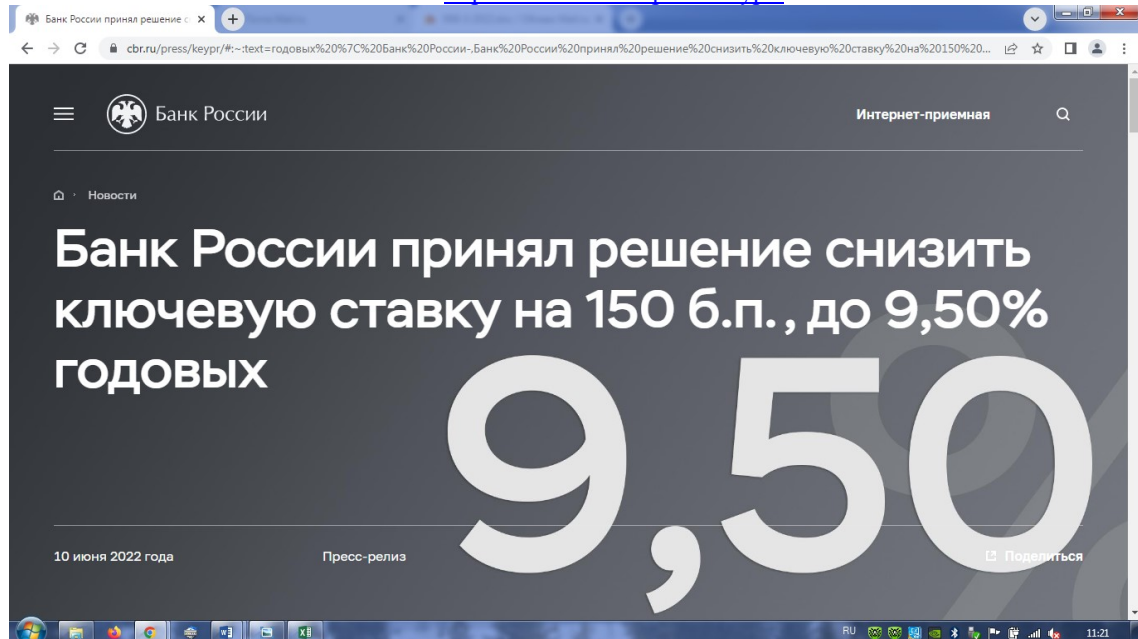 Банк России принял решение с
cbr.ru/press/keypr/#:~:text=годовых%20%7C%20Банк%20России-,Банк%20России%20принял%20решение%20снизить%20ключевую%20ставку%20на%20150%20...
Банк России
Интернет-приемная
Новости
Банк России принял решение снизить
ключевую ставку на 150 б.п., до 9,50%
годовых
9,50
10 июня 2022 года
Пресс-релиз
Поделиться
RU
11:21